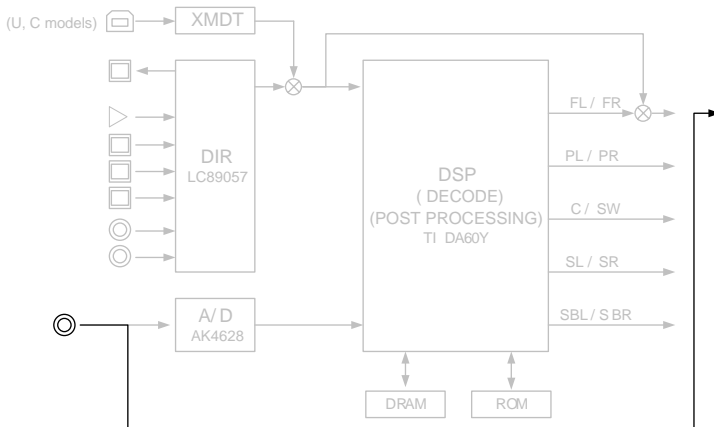 (U, C models)
XMDT
DIR
LC89057
A/D
AK4628
DSP
( DECODE)
(POST PROCESSING)
TI DA60Y
FL / FR
PL / PR
C / SW
SL / SR
SBL / SBR
DRAM
ROM